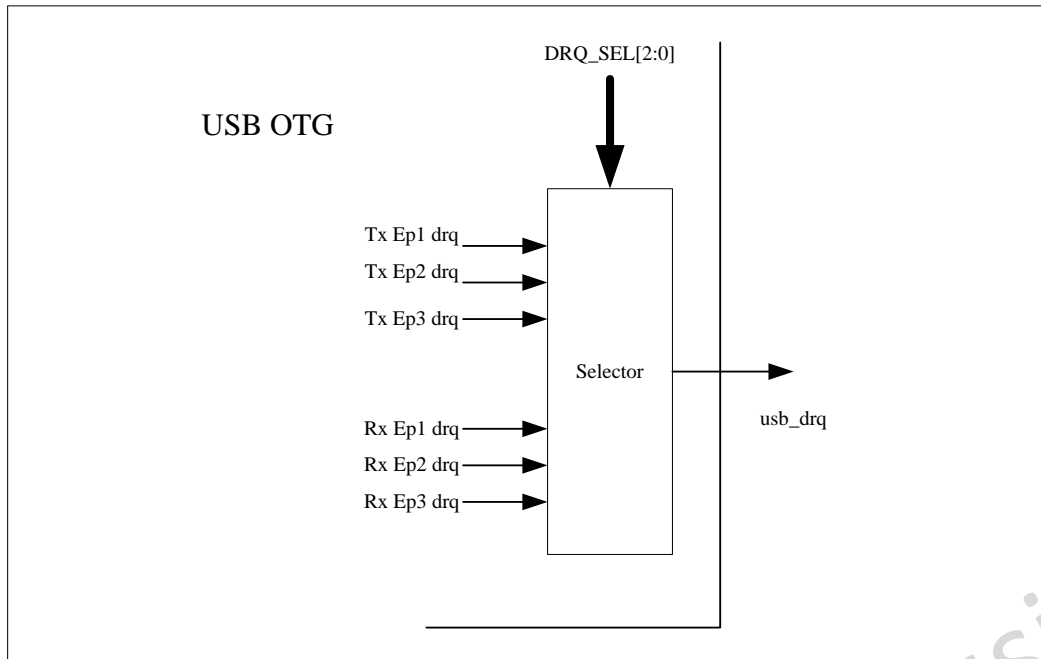 DRQ_SEL[2:0]
USB OTG
Tx Ep1 drq
Tx Ep2 drq
Tx Ep3 drq
Selector
usb_drq
Rx Ep1 drq
Rx Ep2 drq
Rx Ep3 drq